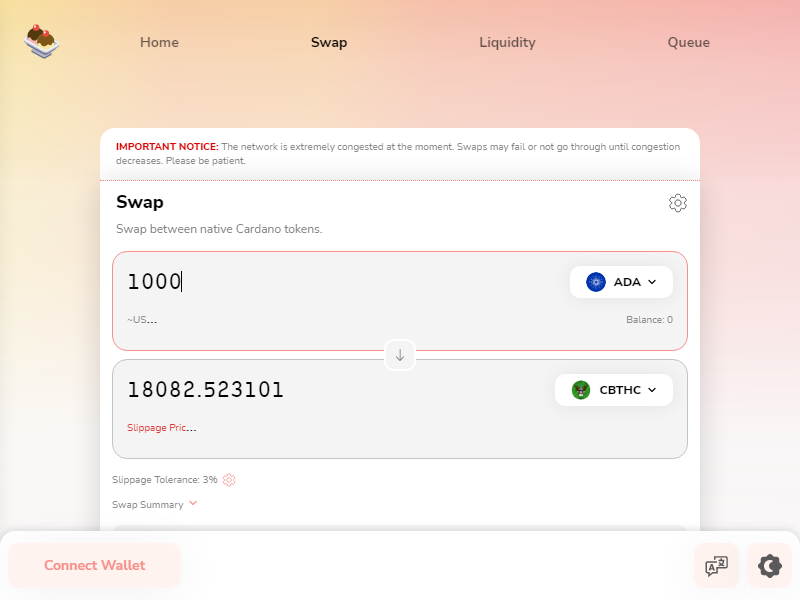 Home Swap Liquidity Queue
IMPORTANT NOTICE: The network is extremely congested at the moment. Swaps may fail or not go through until congestion
decreases. Please be patient.
Swap
Swap between native Cardano tokens.
1000 ADA
~US... Balance: 0
18082.523101 CBTHC
Slippage Pric...
Slippage Tolerance: 3%
Swap Summary
Connect Wallet